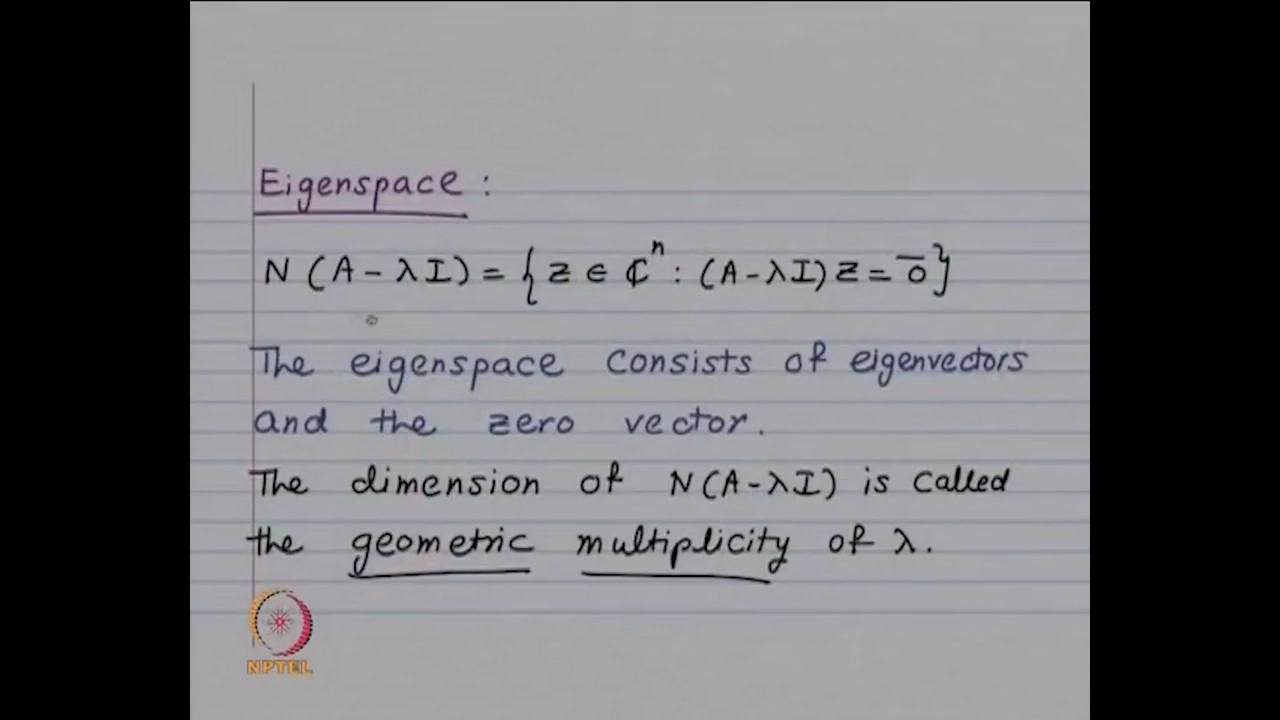 Eigenspace :
N (A - λI) = { z ∈ ℂⁿ : (A - λI) z = 0̄ }
The eigenspace consists of eigenvectors
and the zero vector.
The dimension of N(A - λI) is called
the geometric multiplicity of λ.
NPTEL